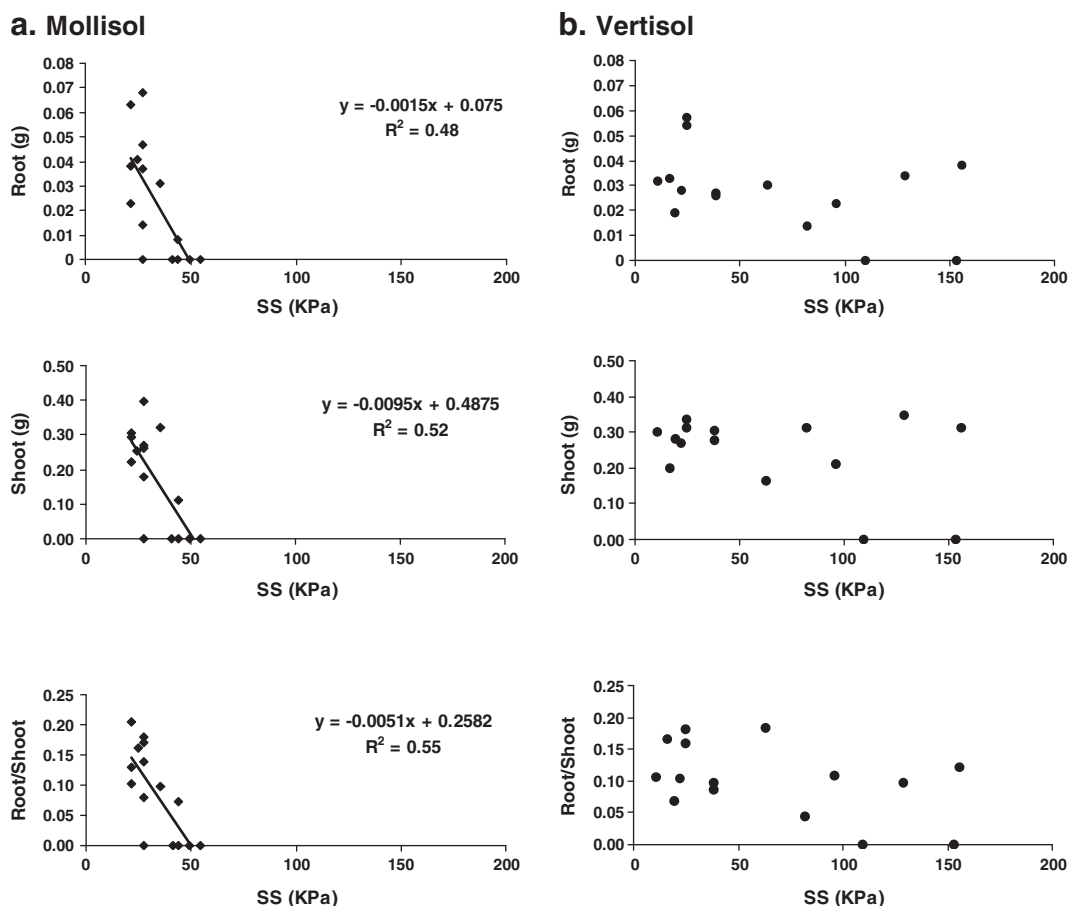 a. Mollisol
0.08
0.07
0.06
0.05
0.04
0.03
0.02
0.01
0
Root (g)
y = -0.0015x + 0.075
R² = 0.48
0 50 100 150 200
SS (KPa)
0.50
0.40
0.30
0.20
0.10
0.00
Shoot (g)
y = -0.0095x + 0.4875
R² = 0.52
0 50 100 150 200
SS (KPa)
0.25
0.20
0.15
0.10
0.05
0.00
Root/Shoot
y = -0.0051x + 0.2582
R² = 0.55
0 50 100 150 200
SS (KPa)
b. Vertisol
0.08
0.07
0.06
0.05
0.04
0.03
0.02
0.01
0
Root (g)
0 50 100 150 200
SS (KPa)
0.50
0.40
0.30
0.20
0.10
0.00
Shoot (g)
0 50 100 150 200
SS (KPa)
0.25
0.20
0.15
0.10
0.05
0.00
Root/Shoot
0 50 100 150 200
SS (KPa)